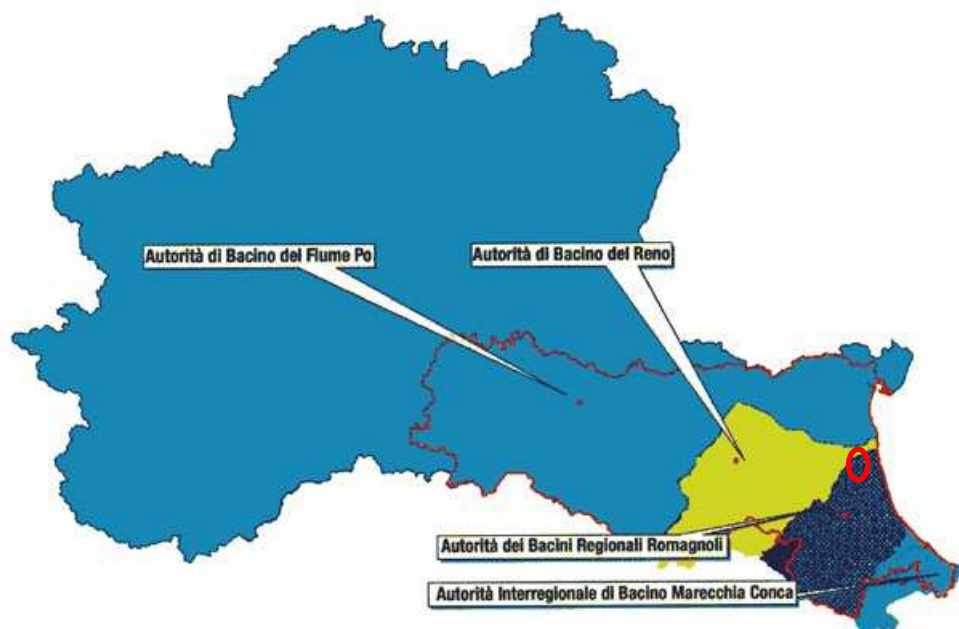 Autorità di Bacino del Fiume Po
Autorità di Bacino del Reno
Autorità dei Bacini Regionali Romagnoli
Autorità Interregionale di Bacino Marecchia Conca